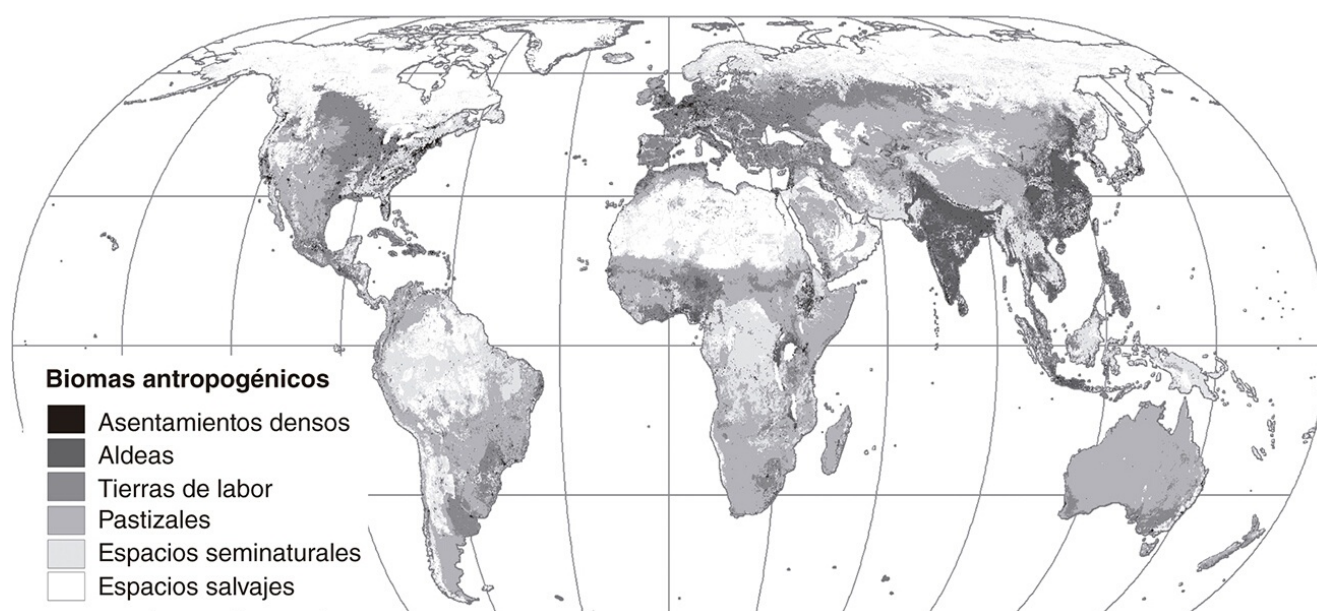 Biomas antropogénicos
Asentamientos densos
Aldeas
Tierras de labor
Pastizales
Espacios seminaturales
Espacios salvajes